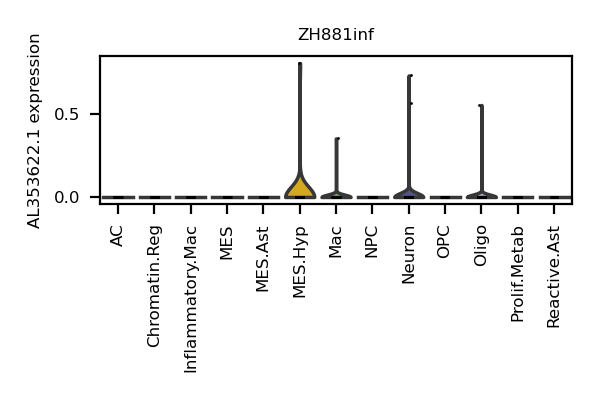 ZH881inf
AL353622.1 expression
0.5
0.0
AC
Chromatin.Reg
Inflammatory.Mac
MES
MES.Ast
MES.Hyp
Mac
NPC
Neuron
OPC
Oligo
Prolif.Metab
Reactive.Ast